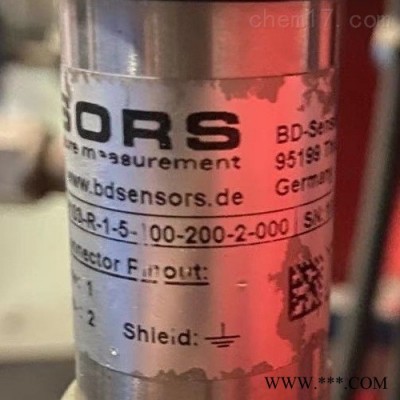 chem17.com
SORS
measurement
www.bdsensors.de
BD-Sens
95199 Th
Germany
03-R-1-5-100-200-2-000 | S/N:
nnector Pinout:
: 1
: 2
Shield:
WWW.***.COM